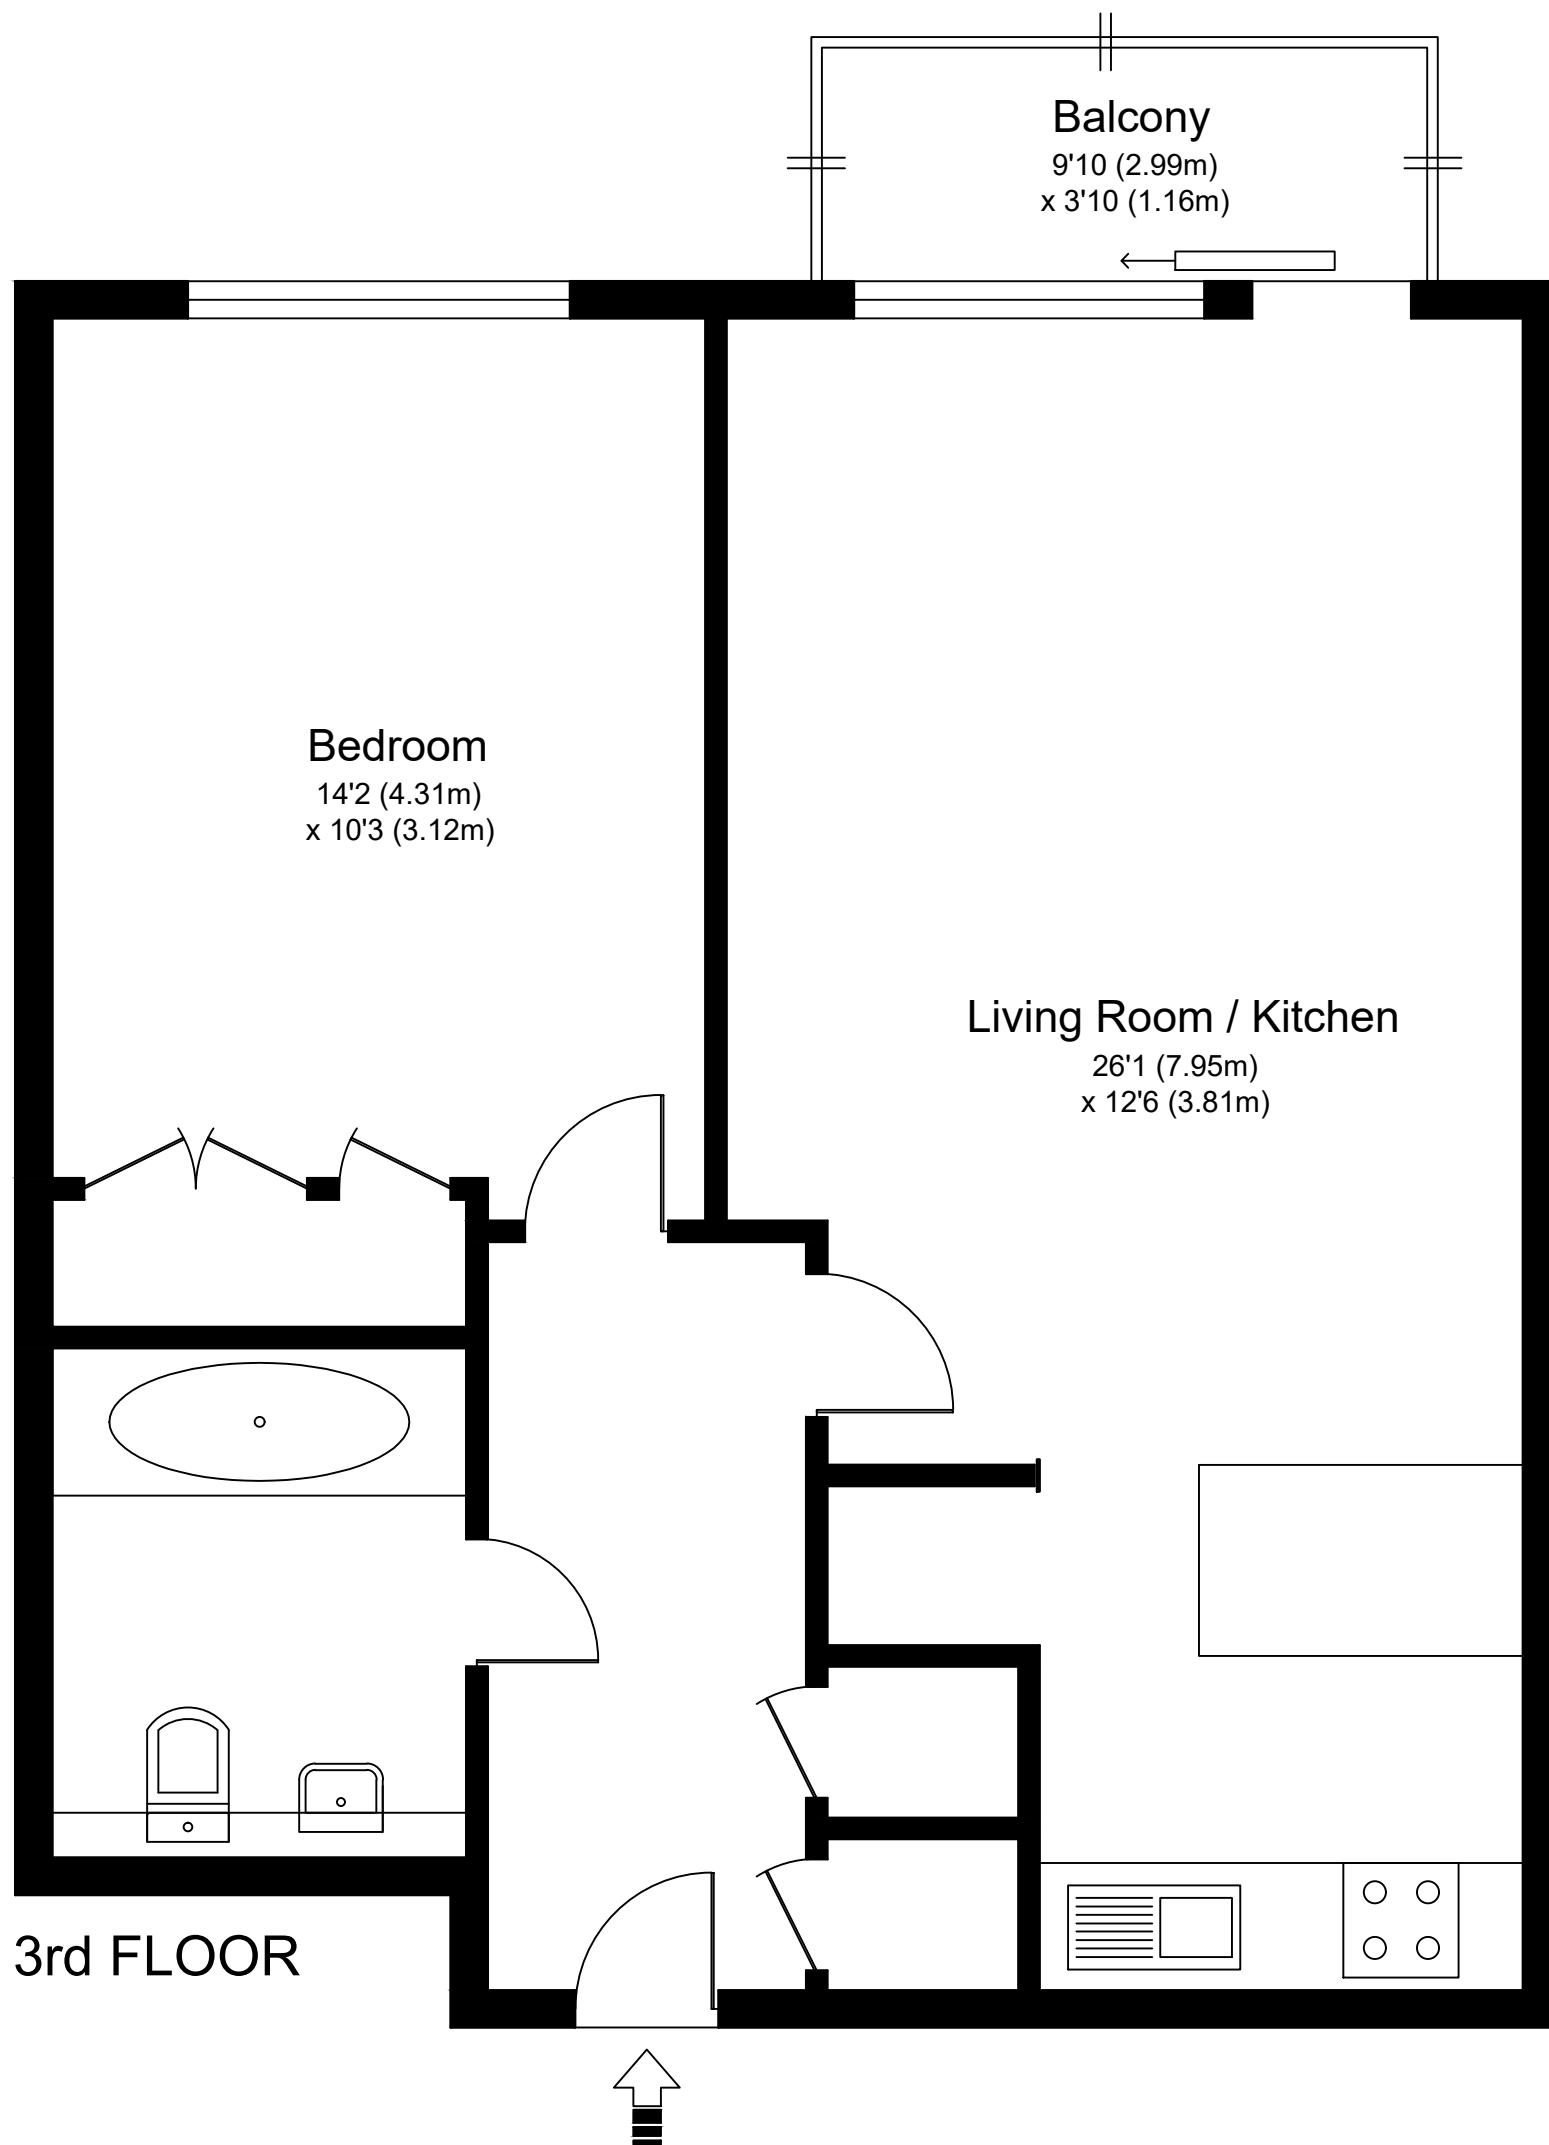 Balcony
9'10 (2.99m)
x 3'10 (1.16m)
Bedroom
14'2 (4.31m)
x 10'3 (3.12m)
Living Room / Kitchen
26'1 (7.95m)
x 12'6 (3.81m)
3rd FLOOR